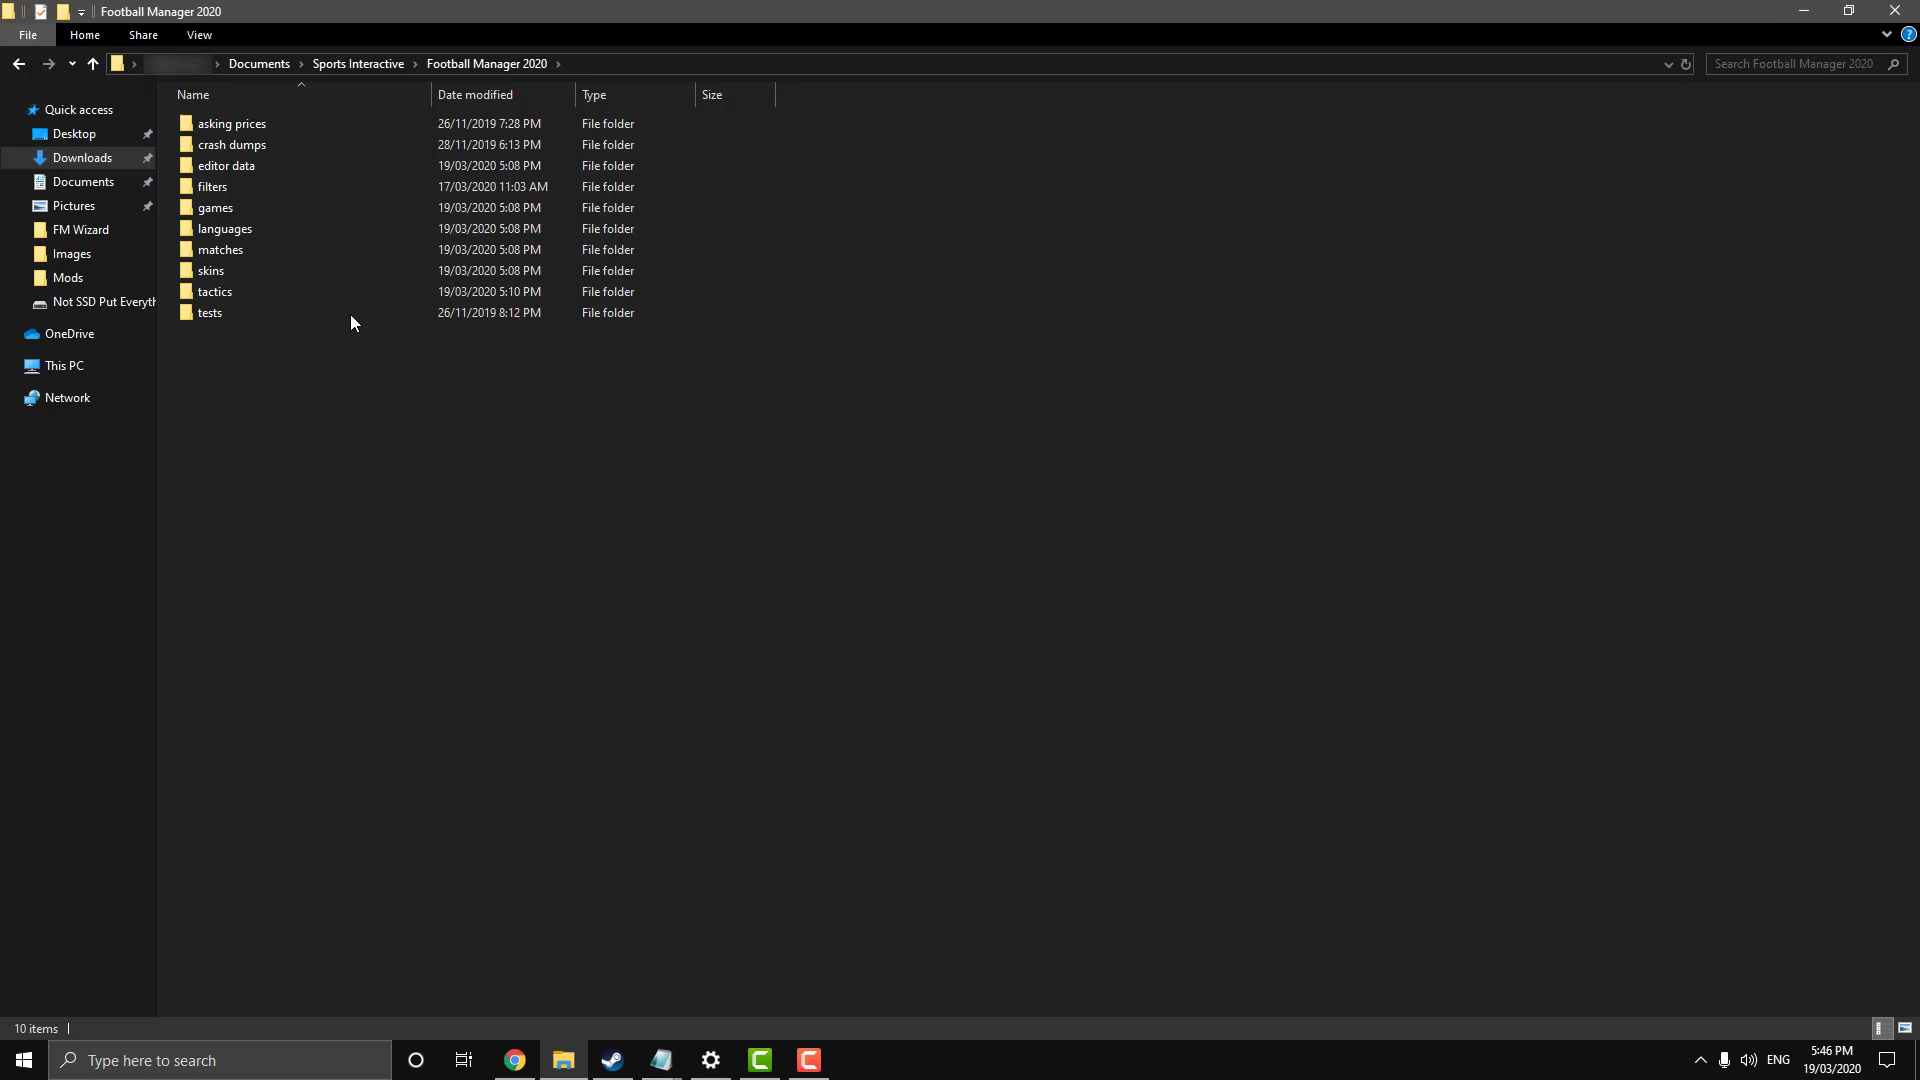 Football Manager 2020
File Home Share View
Documents Sports Interactive Football Manager 2020
Search Football Manager 2020
Name Date modified Type Size
Quick access
Desktop
Downloads
Documents
Pictures
FM Wizard
Images
Mods
Not SSD Put Everyth
OneDrive
This PC
Network
asking prices 26/11/2019 7:28 PM File folder
crash dumps 28/11/2019 6:13 PM File folder
editor data 19/03/2020 5:08 PM File folder
filters 17/03/2020 11:03 AM File folder
games 19/03/2020 5:08 PM File folder
languages 19/03/2020 5:08 PM File folder
matches 19/03/2020 5:08 PM File folder
skins 19/03/2020 5:08 PM File folder
tactics 19/03/2020 5:10 PM File folder
tests 26/11/2019 8:12 PM File folder
10 items
Type here to search
ENG
5:46 PM
19/03/2020